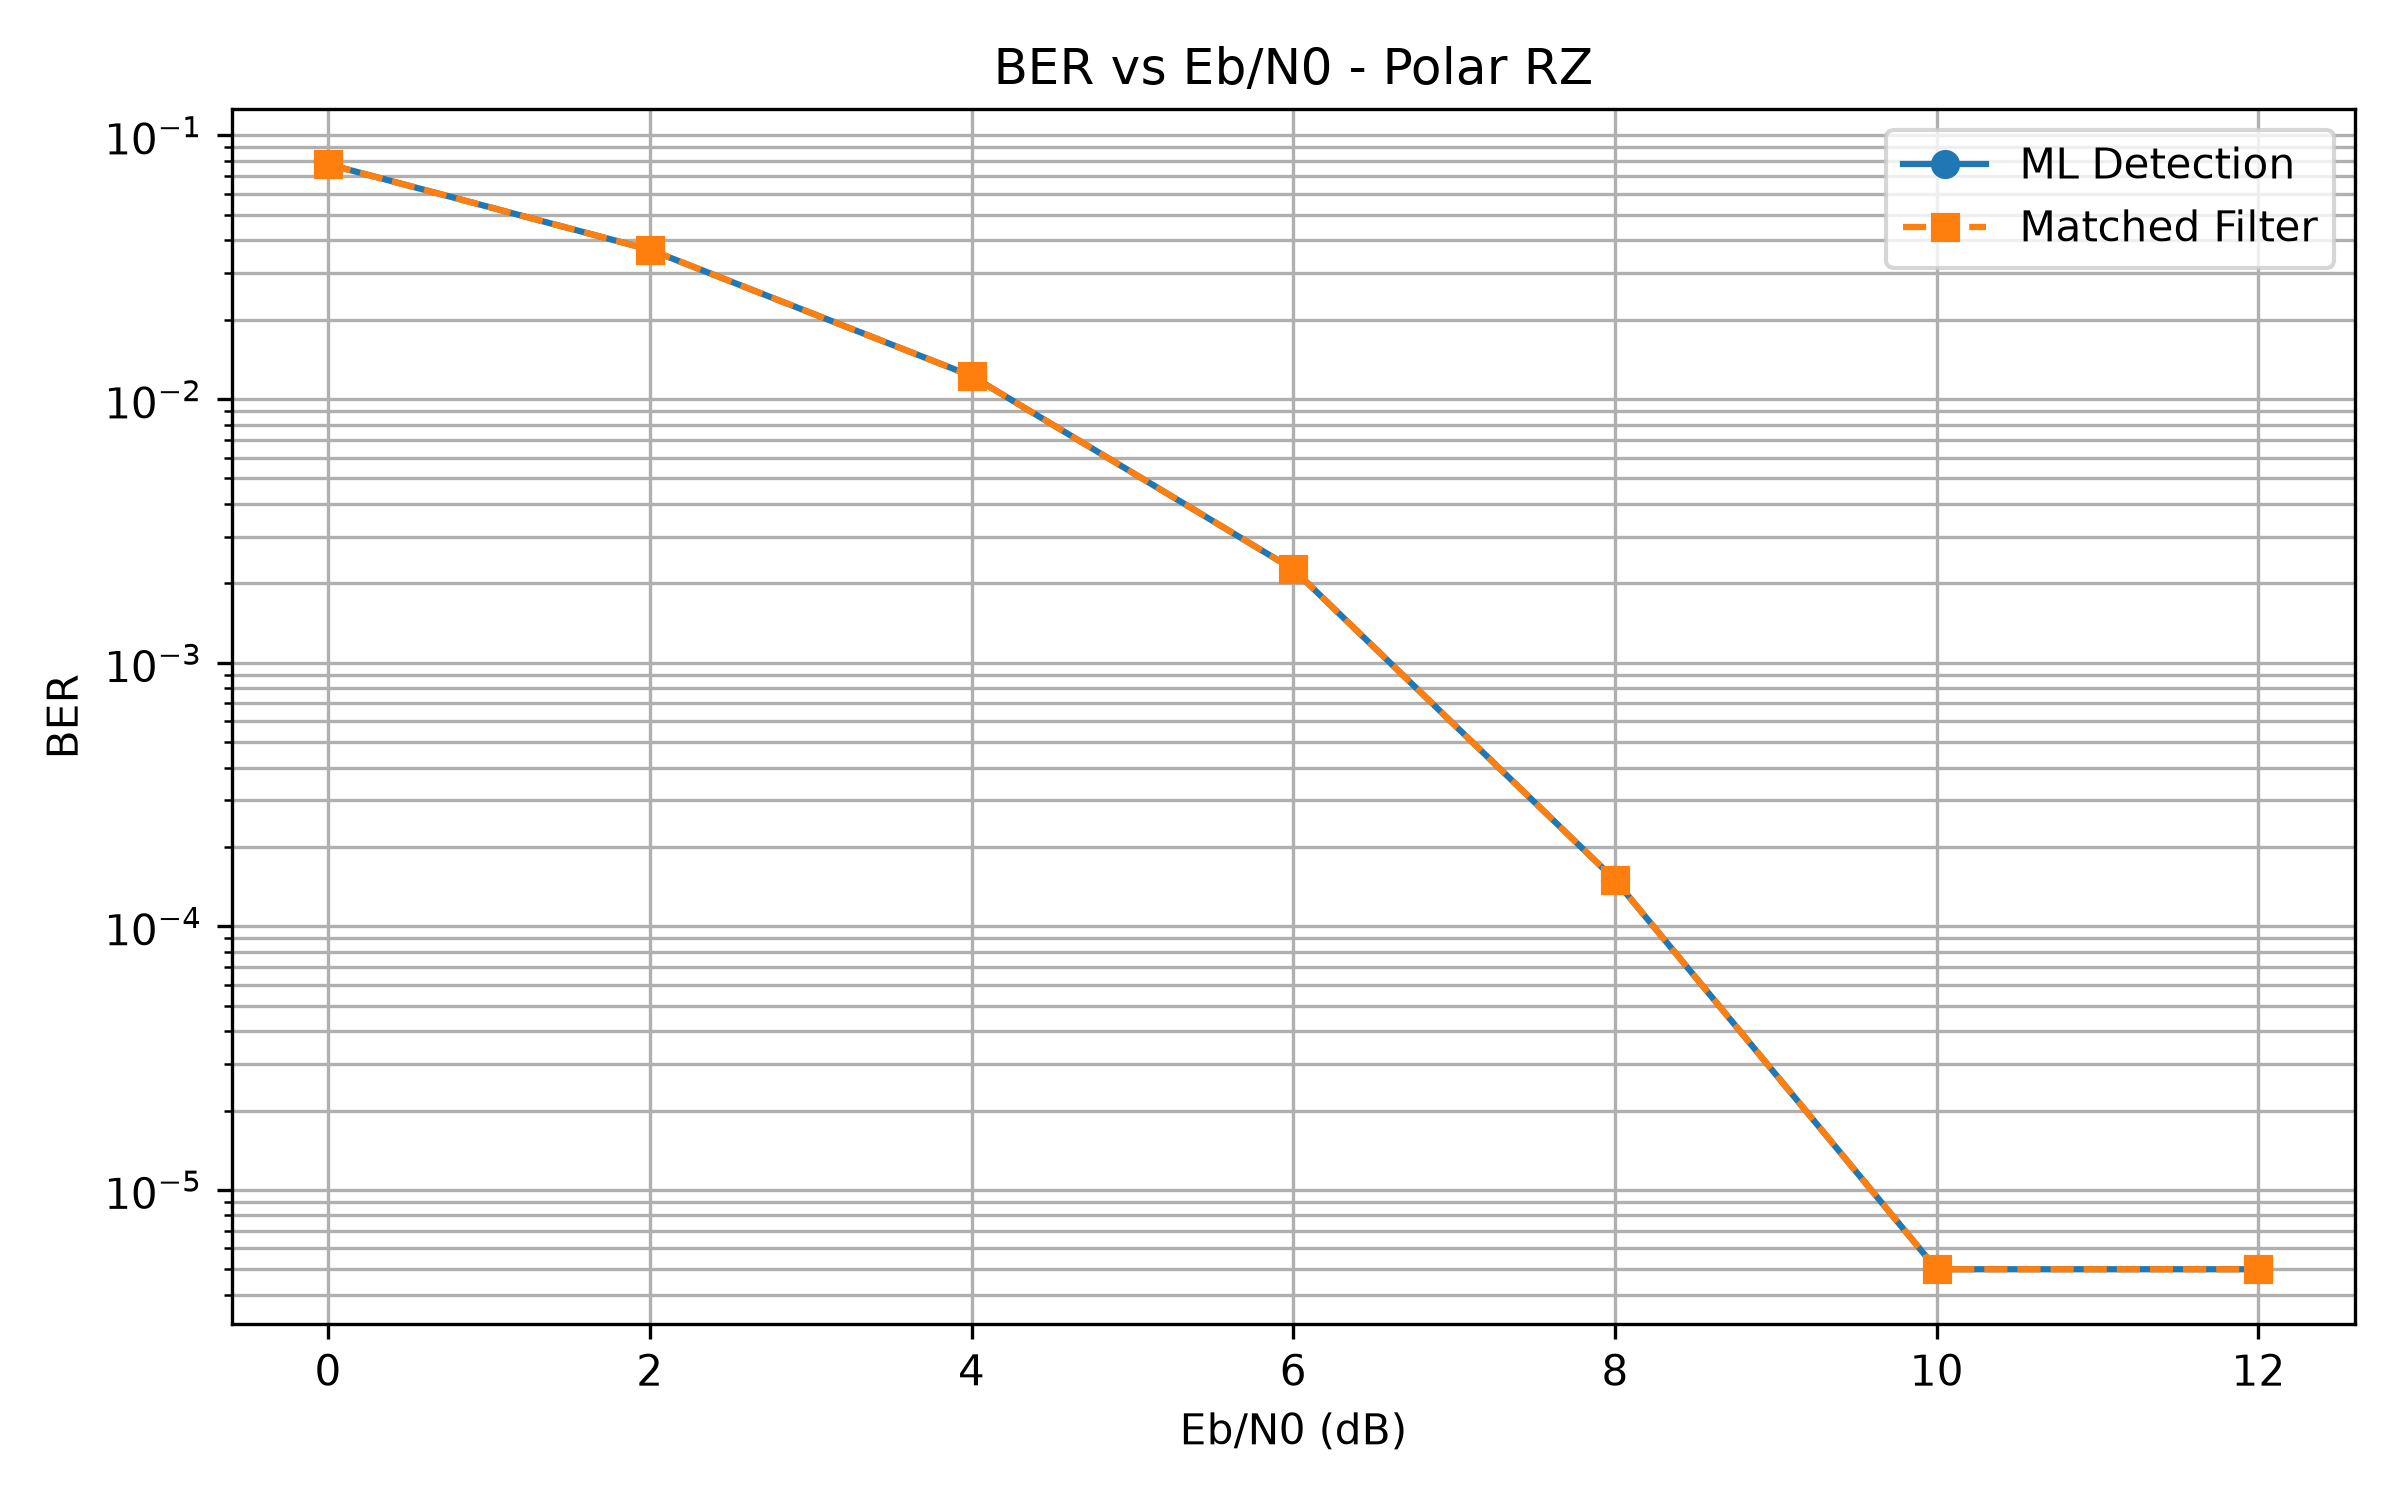 BER vs Eb/N0 - Polar RZ
ML Detection
Matched Filter
BER
10⁻¹
10⁻²
10⁻³
10⁻⁴
10⁻⁵
0 2 4 6 8 10 12
Eb/N0 (dB)